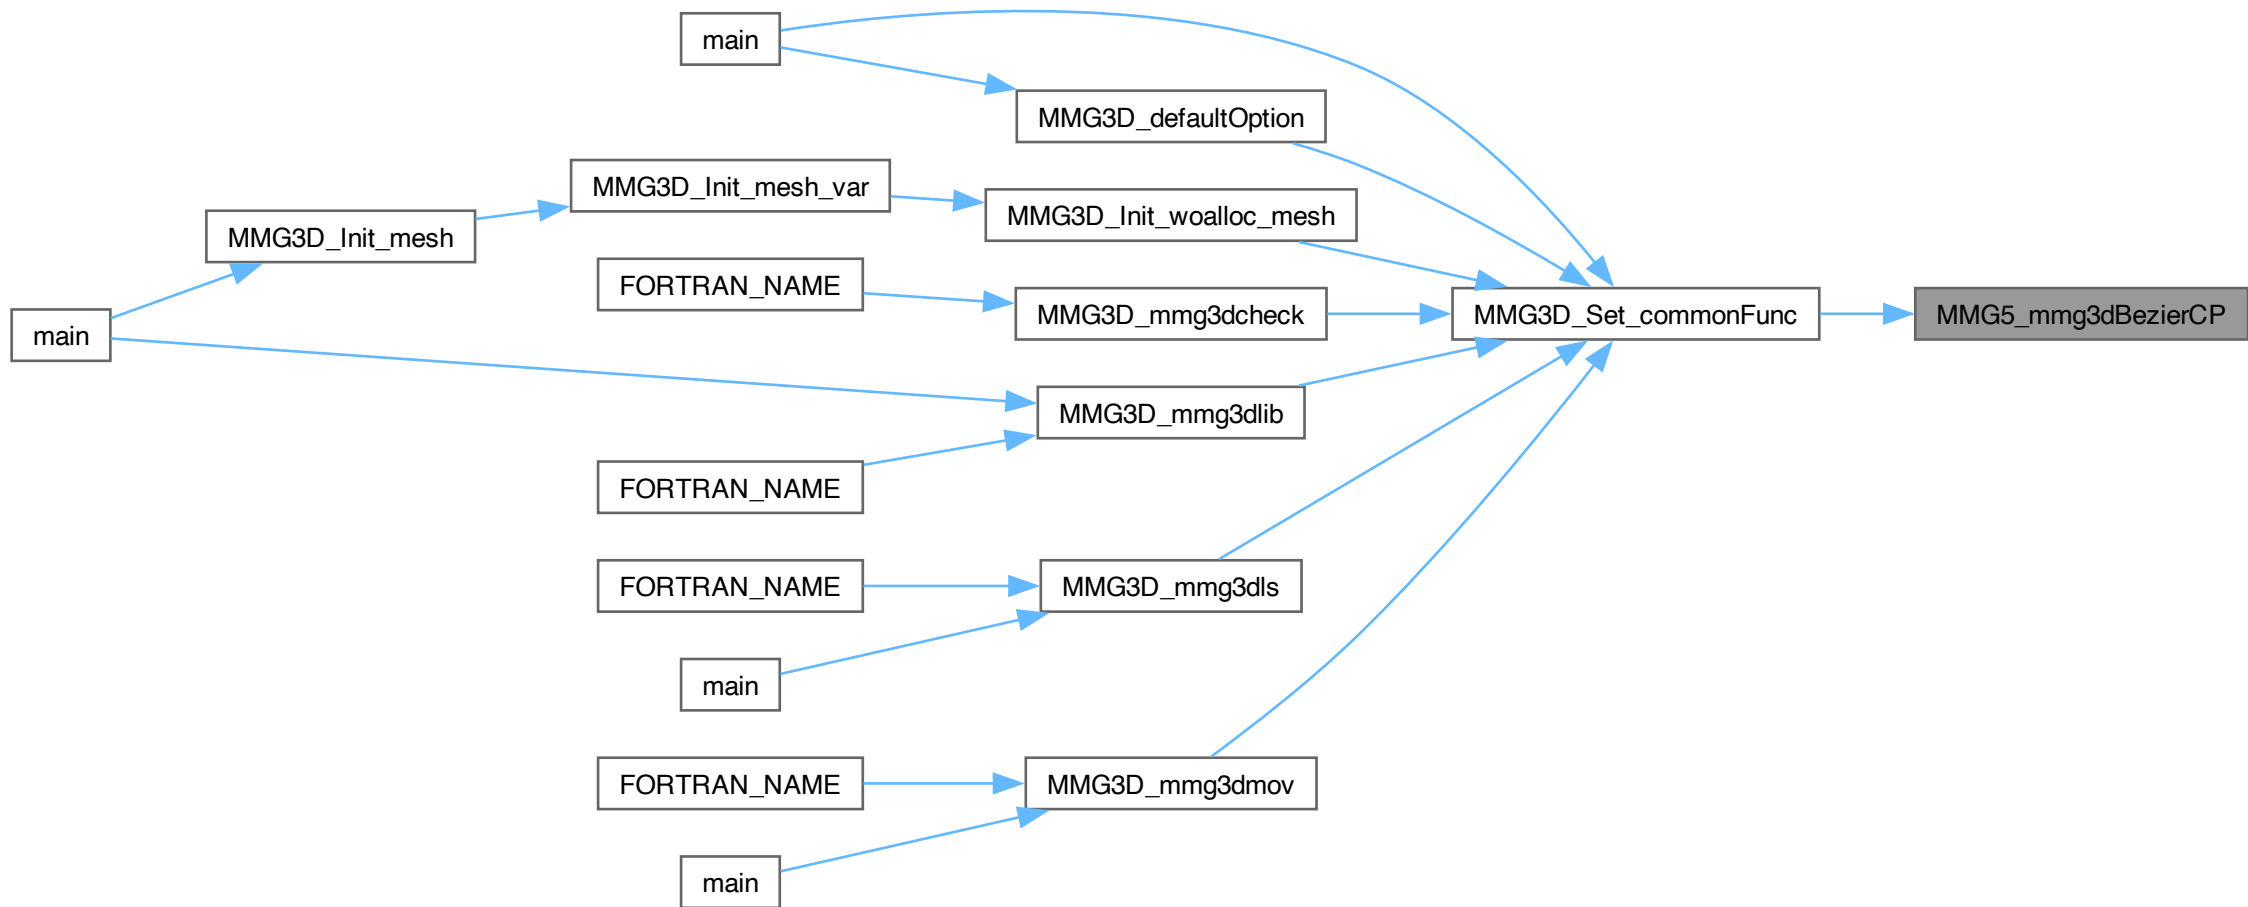 main
MMG3D_defaultOption
MMG3D_Init_mesh_var
MMG3D_Init_woalloc_mesh
MMG3D_Init_mesh
FORTRAN_NAME
MMG3D_mmg3dcheck
MMG3D_Set_commonFunc
MMG5_mmg3dBezierCP
main
MMG3D_mmg3dlib
FORTRAN_NAME
FORTRAN_NAME
MMG3D_mmg3dls
main
FORTRAN_NAME
MMG3D_mmg3dmov
main